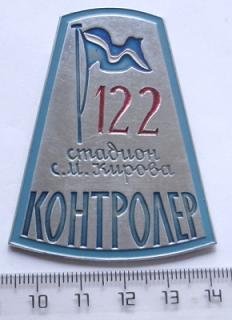 122
стадион
С.М.Кирова
КОНТРОЛЕР
10 11 12 13 14